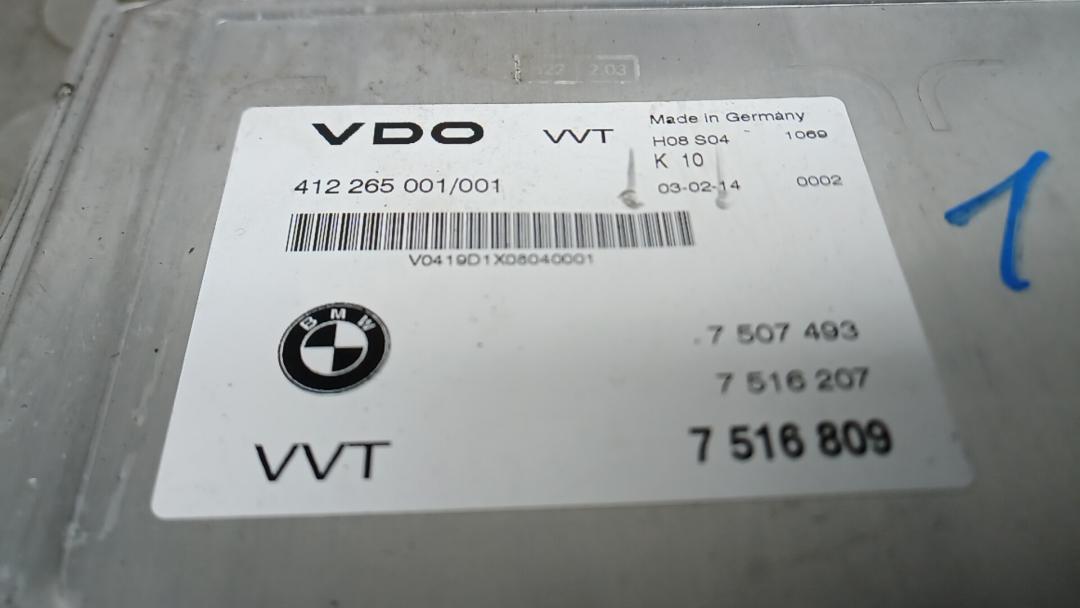 2.03
VDO VVT Made in Germany
H08 S04 1069
K 10
412 265 001/001 03-02-14 0002
V0419D1X08040001
BMW
7 507 493
7 516 207
VVT 7 516 809
1